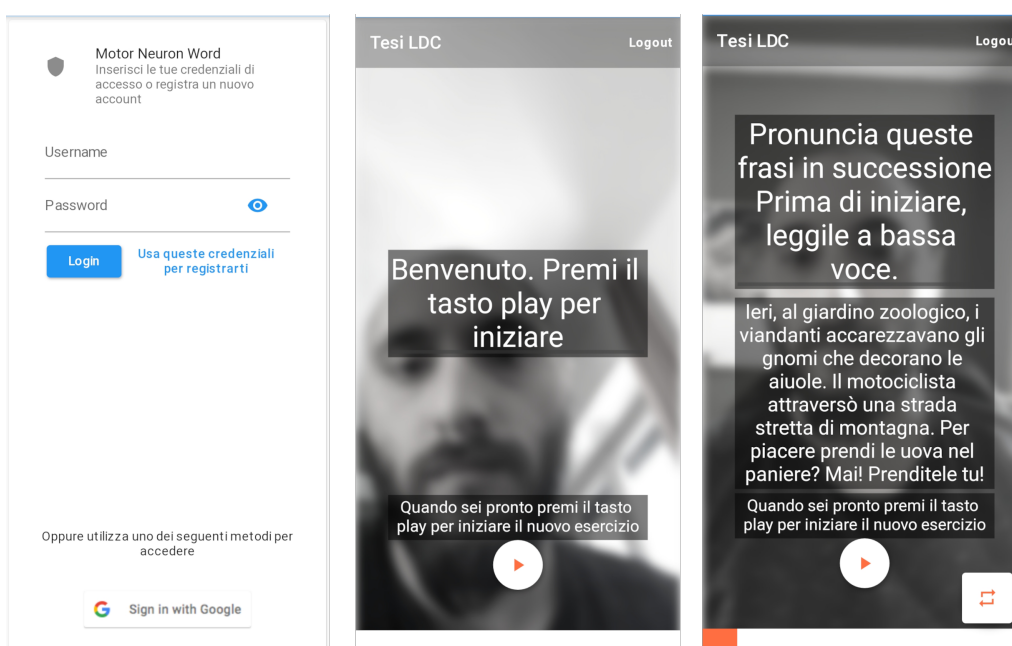 Motor Neuron Word
Inserisci le tue credenziali di
accesso o registra un nuovo
account
Username
Password
Login
Usa queste credenziali
per registrarti
Oppure utilizza uno dei seguenti metodi per
accedere
Sign in with Google
Tesi LDC
Logout
Benvenuto. Premi il
tasto play per
iniziare
Quando sei pronto premi il tasto
play per iniziare il nuovo esercizio
Tesi LDC
Logou
Pronuncia queste
frasi in successione
Prima di iniziare,
leggile a bassa
voce.
Ieri, al giardino zoologico, i
viandanti accarezzavano gli
gnomi che decorano le
aiuole. Il motociclista
attraversò una strada
stretta di montagna. Per
piacere prendi le uova nel
paniere? Mai! Prenditele tu!
Quando sei pronto premi il tasto
play per iniziare il nuovo esercizio